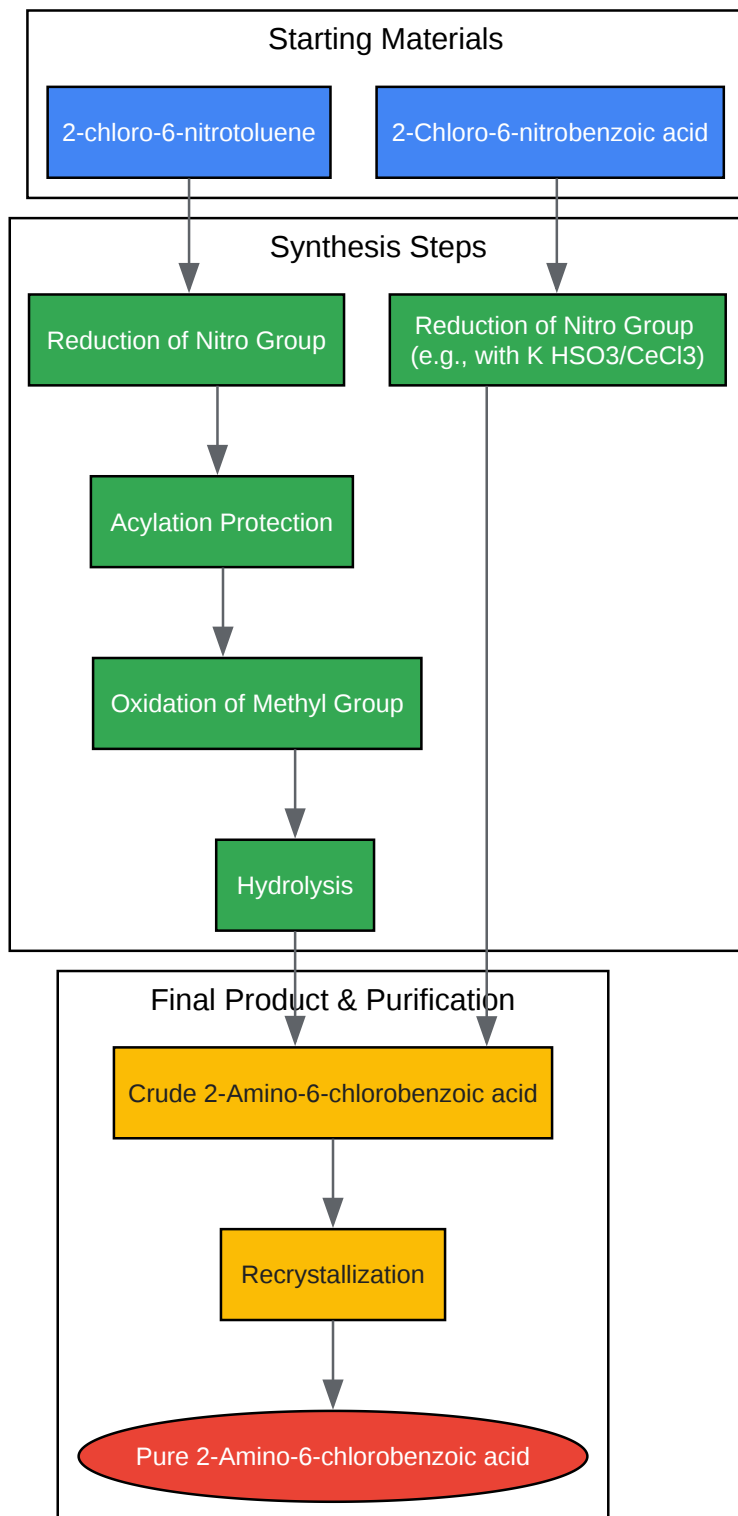 Starting Materials
2-chloro-6-nitrotoluene
2-Chloro-6-nitrobenzoic acid
Synthesis Steps
Reduction of Nitro Group
Reduction of Nitro Group
(e.g., with K HSO3/CeCl3)
Acylation Protection
Oxidation of Methyl Group
Hydrolysis
Final Product & Purification
Crude 2-Amino-6-chlorobenzoic acid
Recrystallization
Pure 2-Amino-6-chlorobenzoic acid